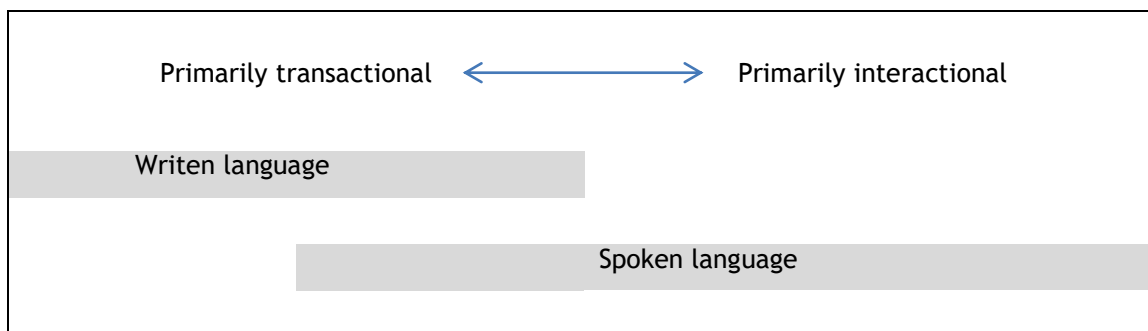 Primarily transactional Primarily interactional
Writen language
Spoken language